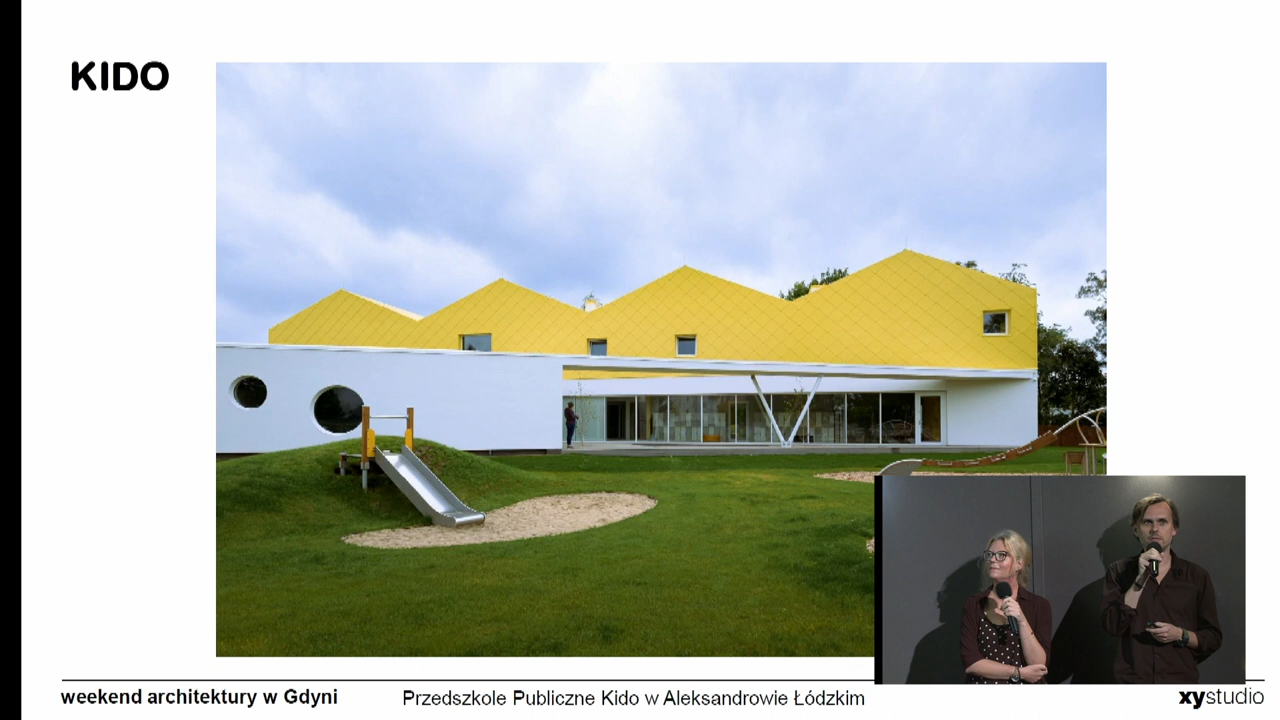 KIDO
weekend architektury w Gdyni
Przedszkole Publiczne Kido w Aleksandrowie Łódzkim
xystudio